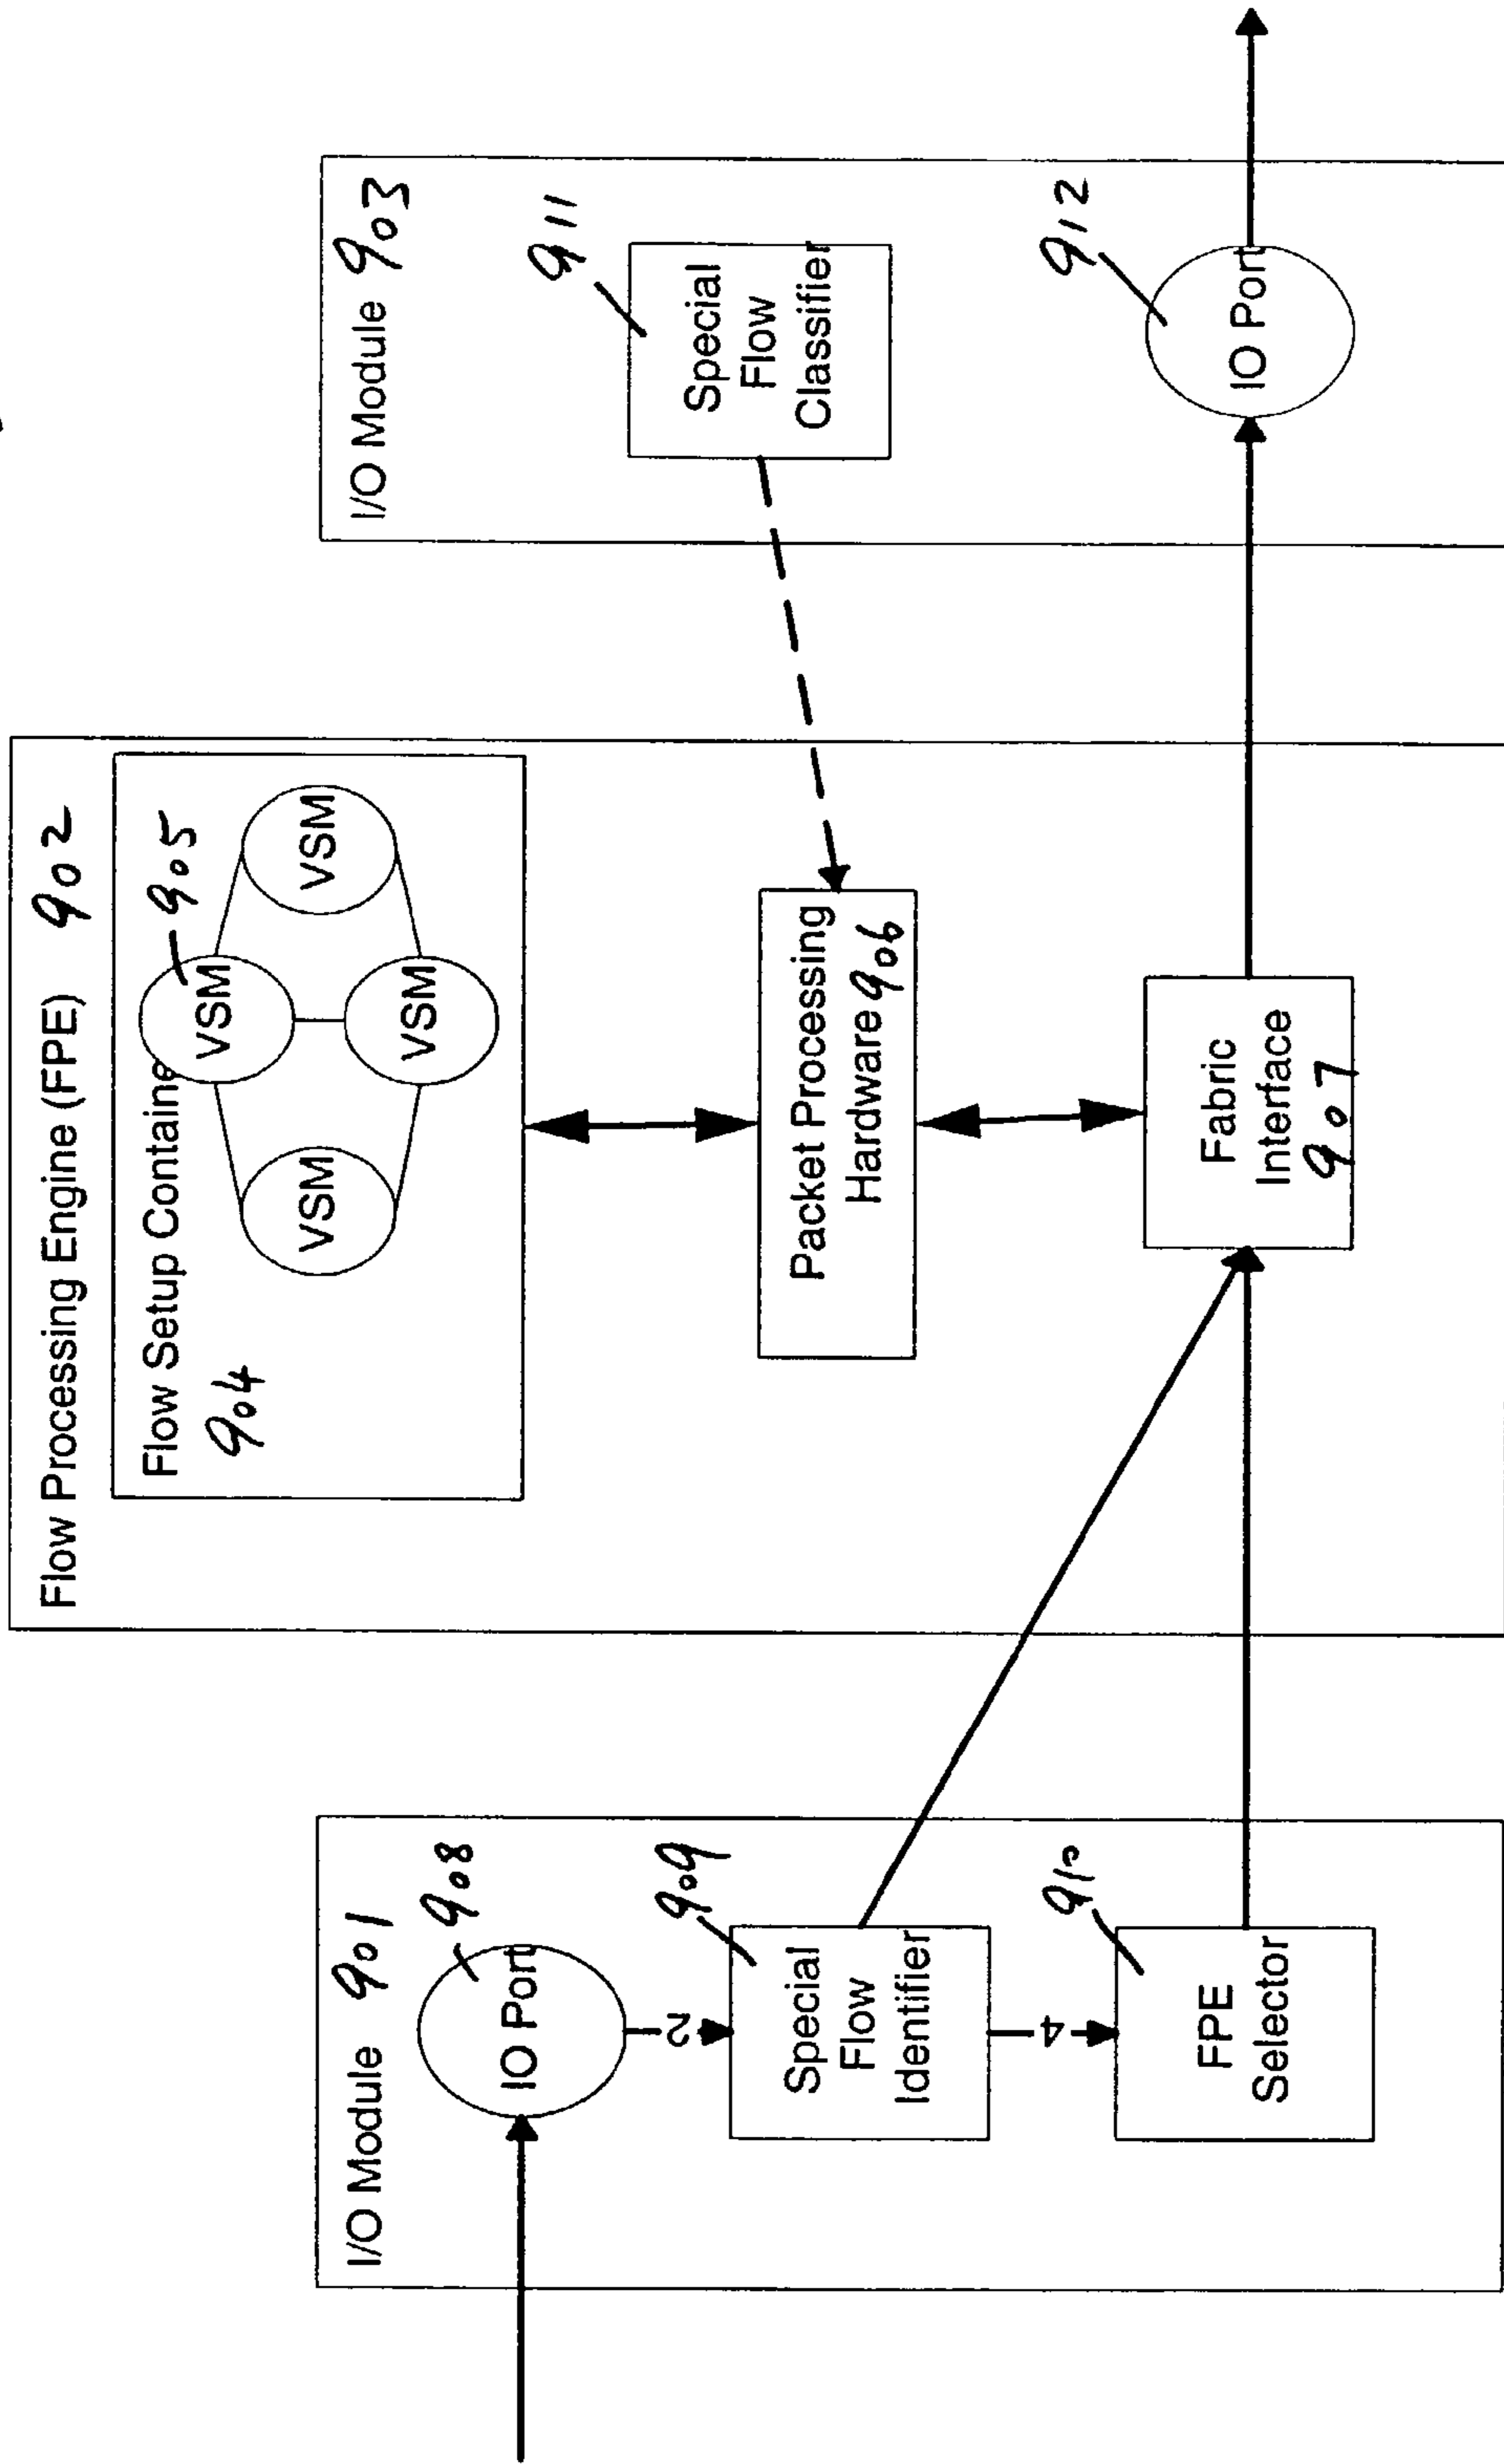 Flow Processing Engine (FPE) 902
Flow Setup Containe
904
905
VSM
VSM
VSM
VSM
Packet Processing
Hardware 906
Fabric
Interface
907
I/O Module 901
908
IO Port
2
909
Special
Flow
Identifier
4
910
FPE
Selector
I/O Module 903
911
Special
Flow
Classifier
912
IO Port